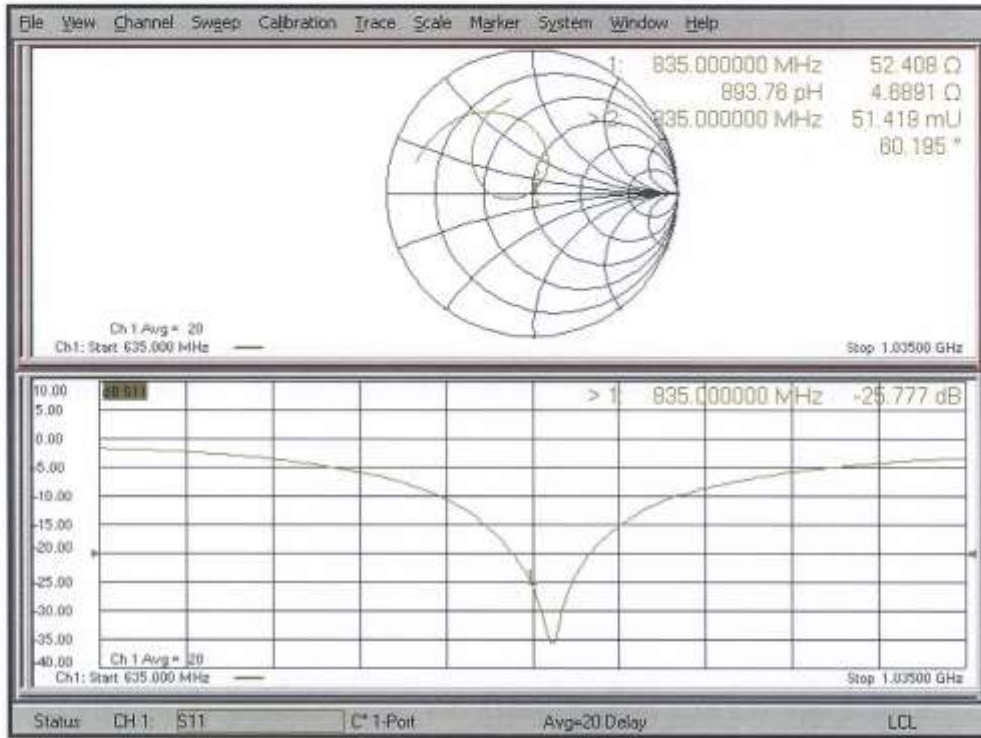 File View Channel Sweep Calibration Trace Scale Marker System Window Help
1: 835.000000 MHz 52.408 Ω
893.76 pH 4.6891 Ω
> 2: 835.000000 MHz 51.419 mU
60.195 °
Ch 1 Avg = 20
Ch1: Start 635.000 MHz Stop 1.03500 GHz
10.00 dB S11 > 1: 835.000000 MHz -25.777 dB
5.00
0.00
-5.00
-10.00
-15.00
-20.00
-25.00
-30.00
-35.00
-40.00 Ch 1 Avg = 20
Ch1: Start 635.000 MHz Stop 1.03500 GHz
Status CH 1: S11 C* 1-Port Avg=20 Delay LCL